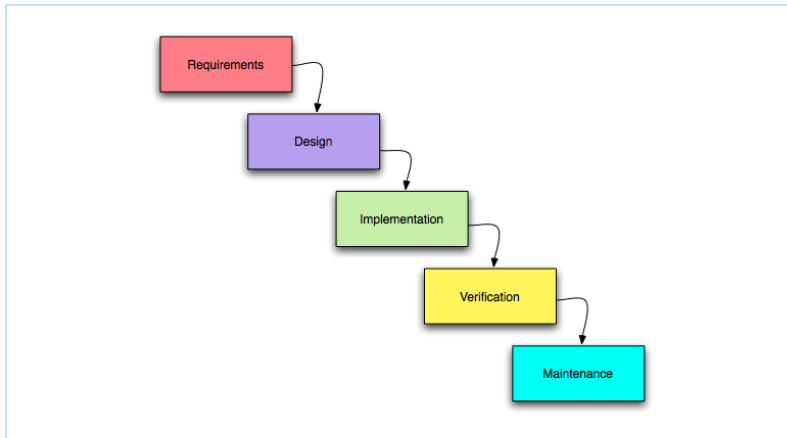 Requirements
Design
Implementation
Verification
Maintenance